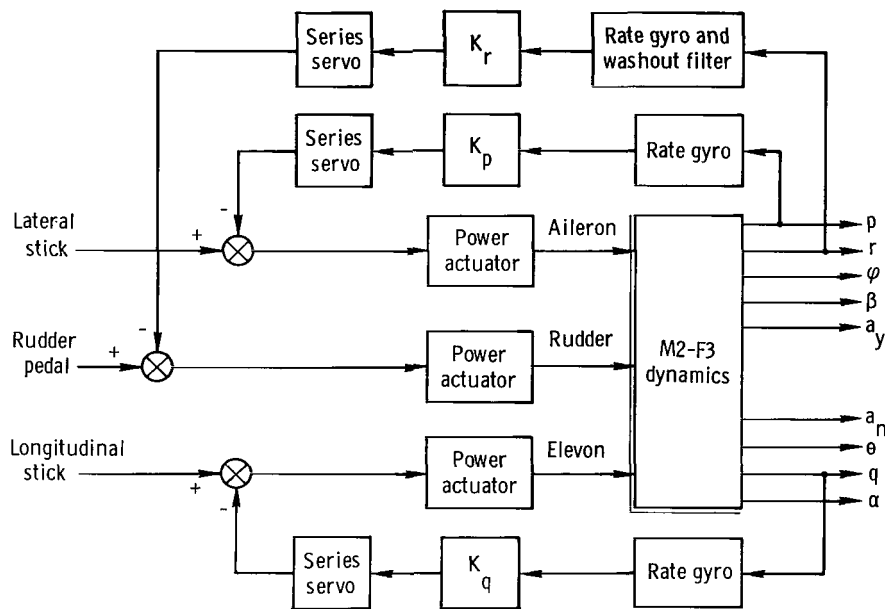 Series
servo
K_r
Rate gyro and
washout filter
Series
servo
K_p
Rate gyro
Lateral
stick
+
-
Power
actuator
Aileron
p
r
φ
β
a_y
Rudder
pedal
+
-
Power
actuator
Rudder
M2-F3
dynamics
Longitudinal
stick
+
-
Power
actuator
Elevon
a_n
θ
q
α
Series
servo
K_q
Rate gyro